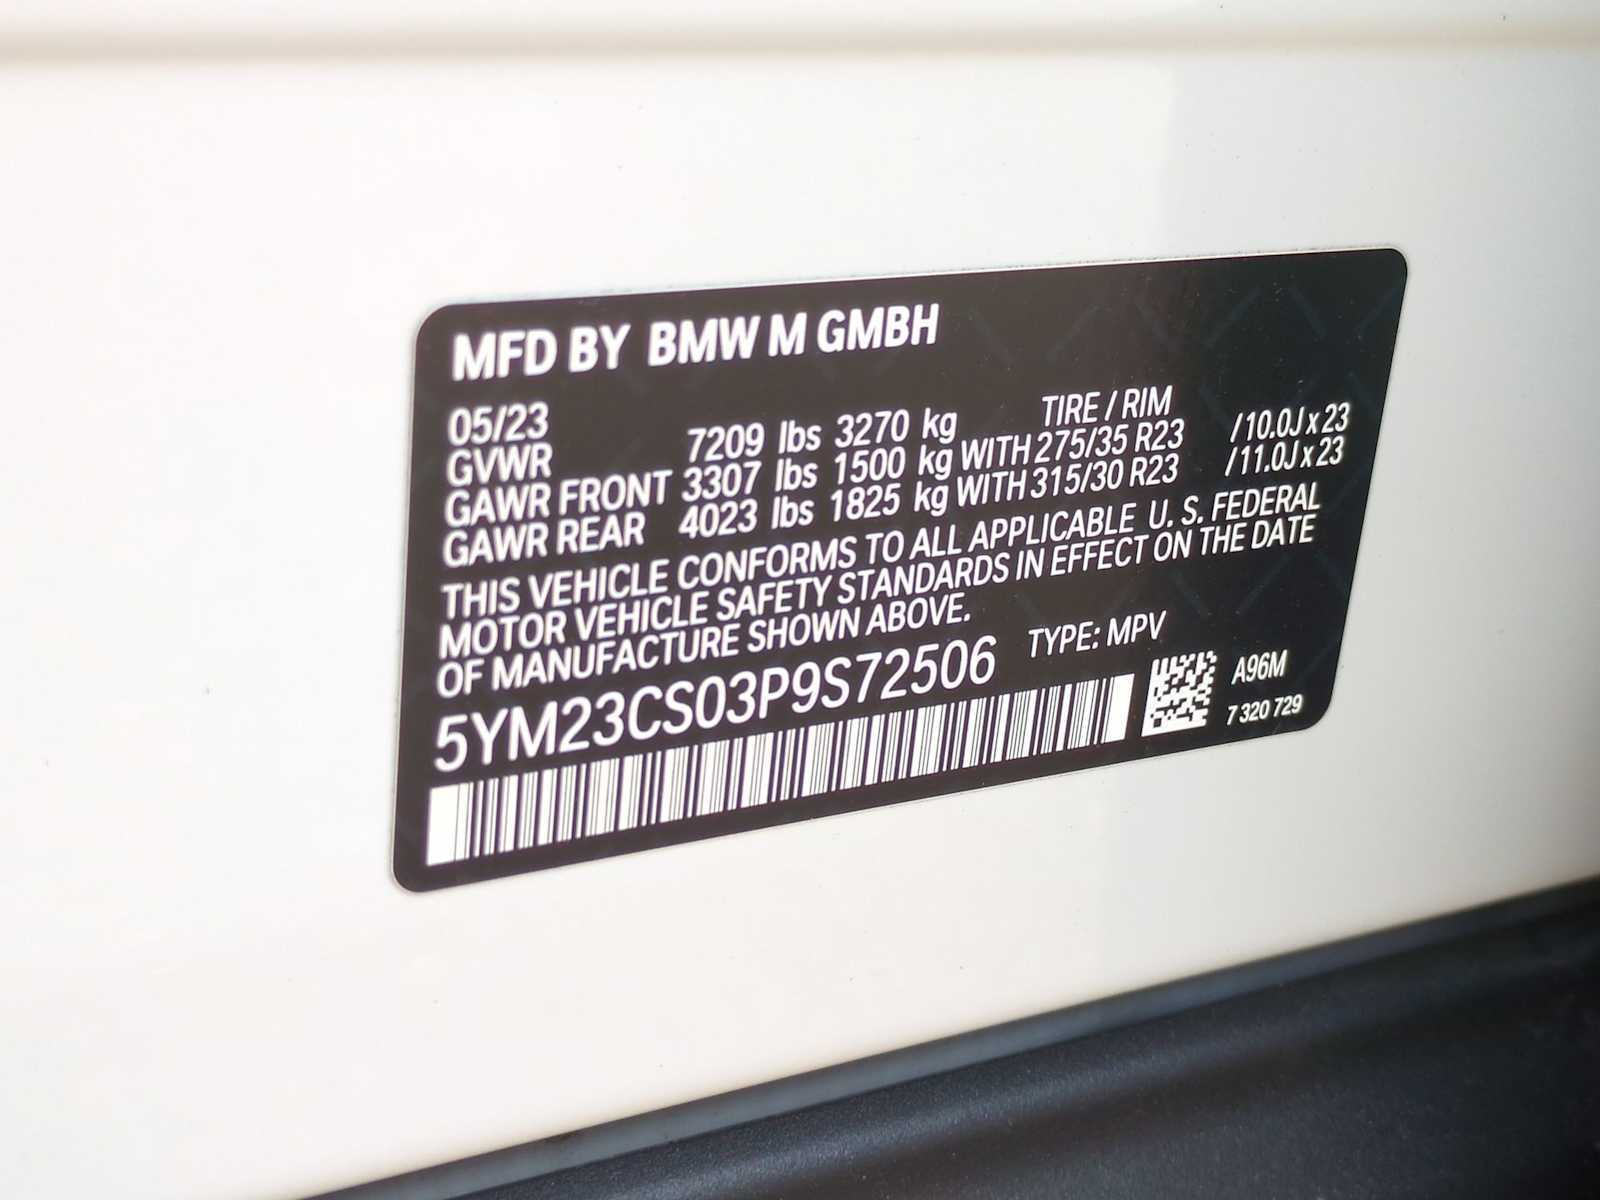 MFD BY BMW M GMBH
05/23 TIRE / RIM
GVWR 7209 lbs 3270 kg
GAWR FRONT 3307 lbs 1500 kg WITH 275/35 R23 / 10.0J x 23
GAWR REAR 4023 lbs 1825 kg WITH 315/30 R23 / 11.0J x 23
THIS VEHICLE CONFORMS TO ALL APPLICABLE U. S. FEDERAL
MOTOR VEHICLE SAFETY STANDARDS IN EFFECT ON THE DATE
OF MANUFACTURE SHOWN ABOVE.
5YM23CS03P9S72506 TYPE: MPV
A96M
7 320 729